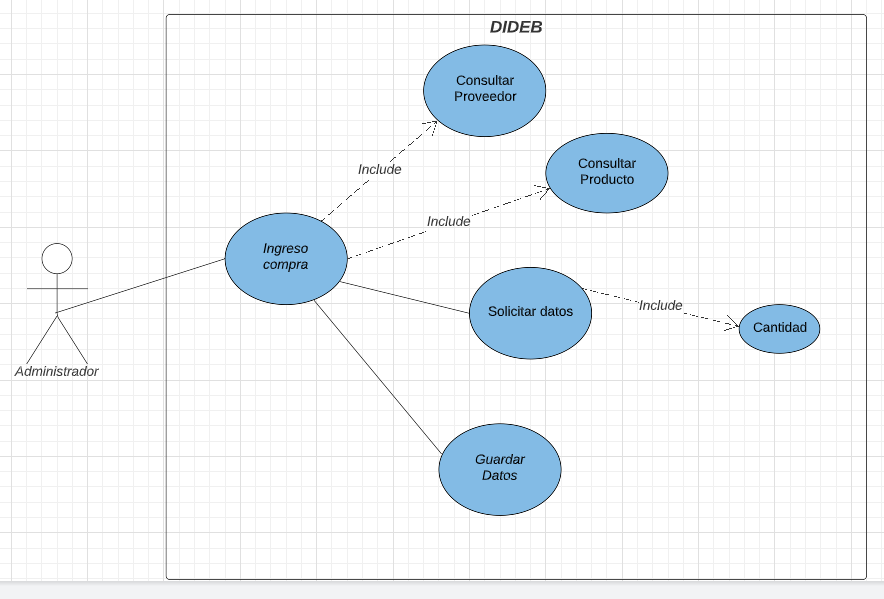 DIDEB
Consultar
Proveedor
Consultar
Producto
Include
Include
Ingreso
compra
Solicitar datos
Include
Cantidad
Administrador
Guardar
Datos